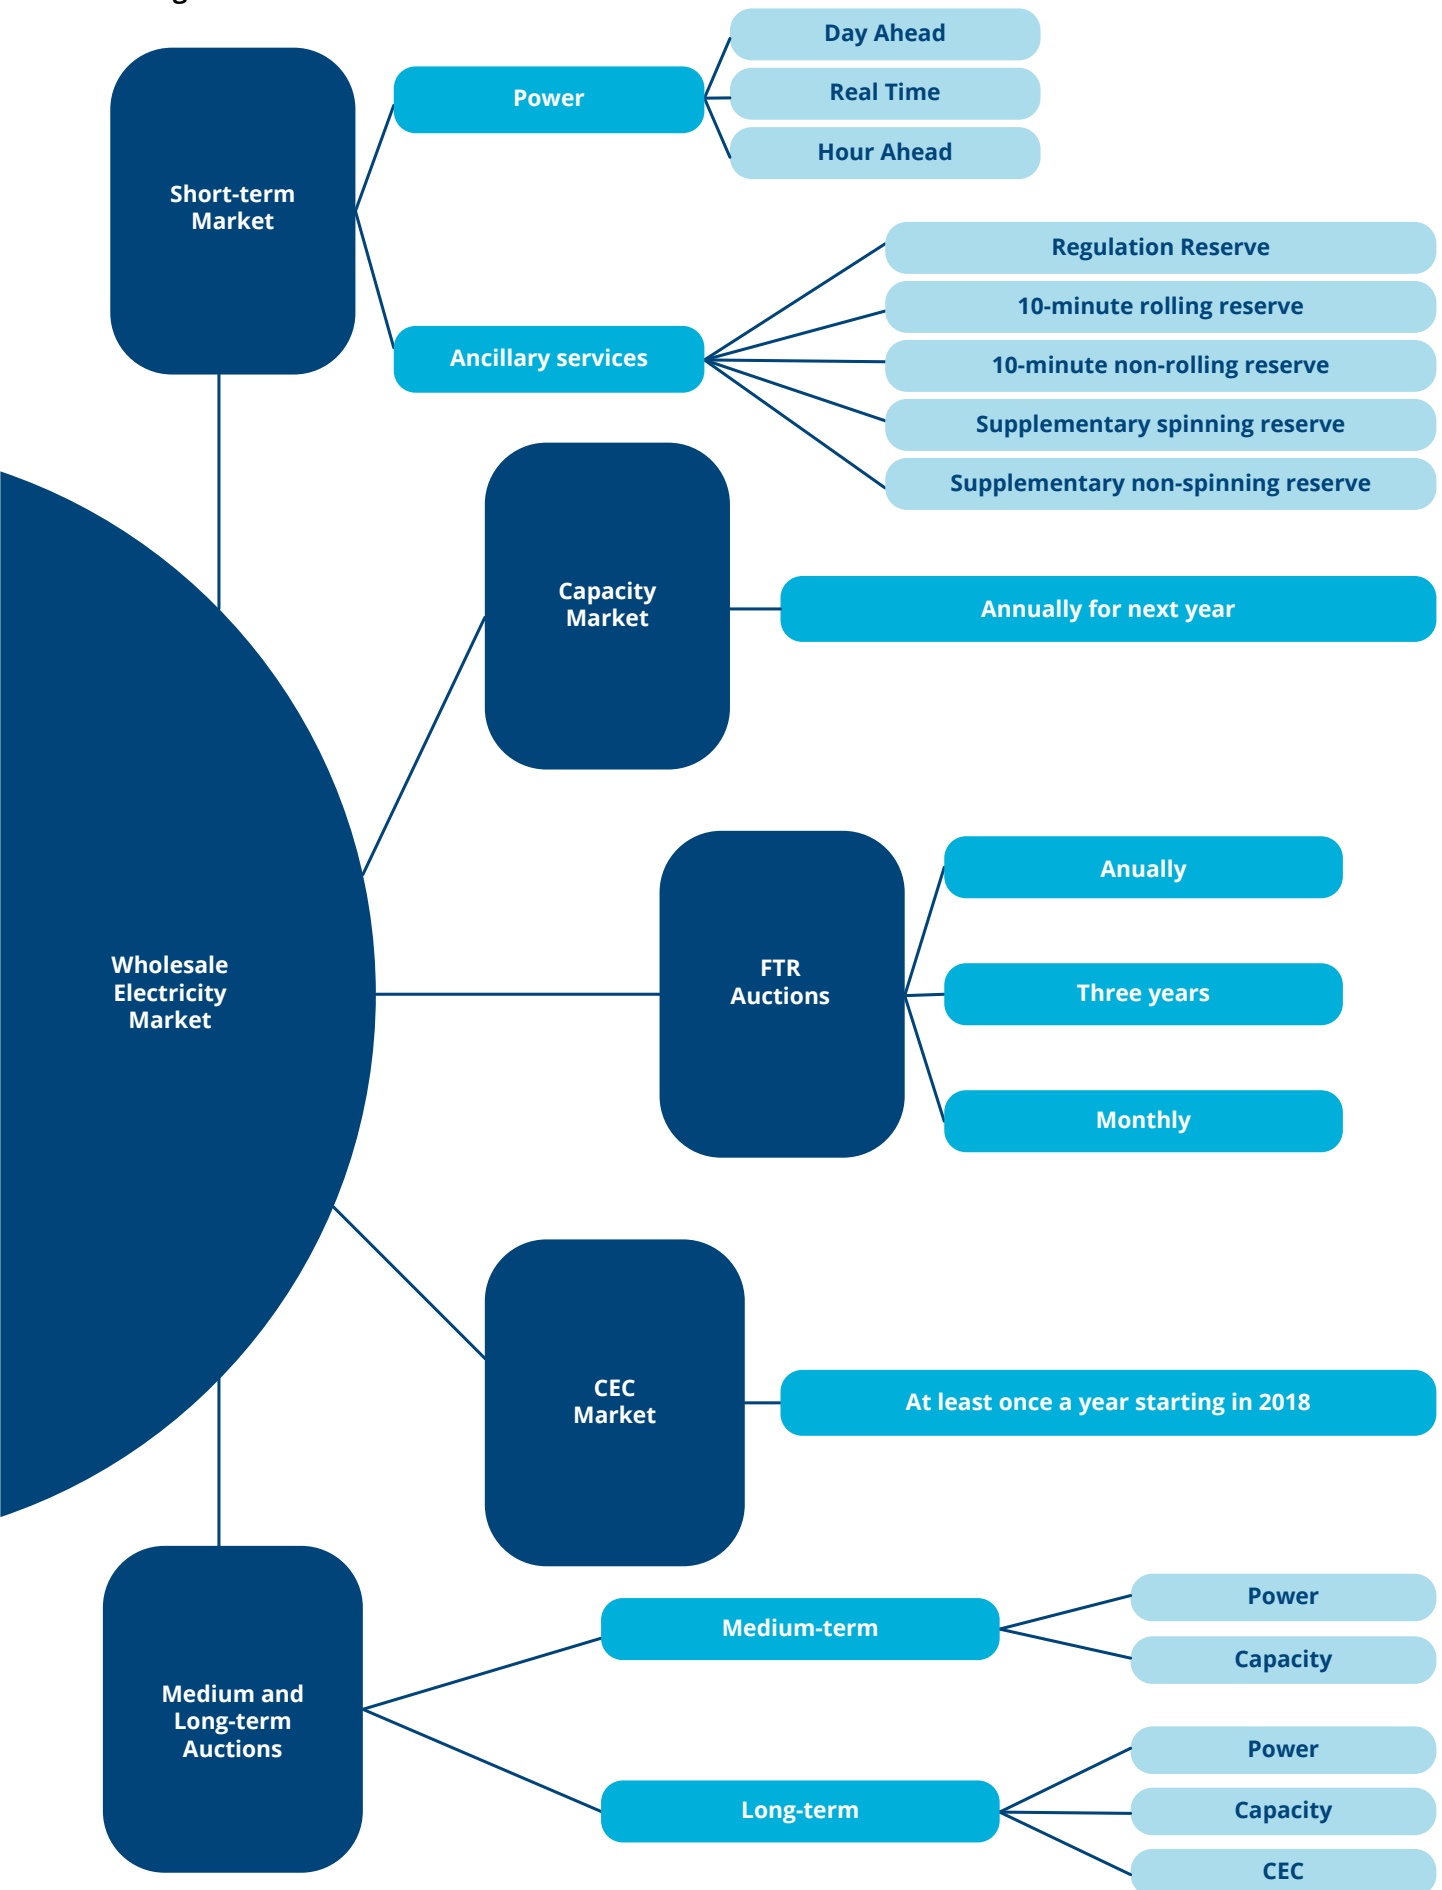 Day Ahead
Power
Real Time
Hour Ahead
Short-term
Market
Regulation Reserve
10-minute rolling reserve
Ancillary services
10-minute non-rolling reserve
Supplementary spinning reserve
Supplementary non-spinning reserve
Capacity
Market
Annually for next year
Wholesale
Electricity
Market
FTR
Auctions
Anually
Three years
Monthly
CEC
Market
At least once a year starting in 2018
Medium and
Long-term
Auctions
Medium-term
Power
Capacity
Long-term
Power
Capacity
CEC